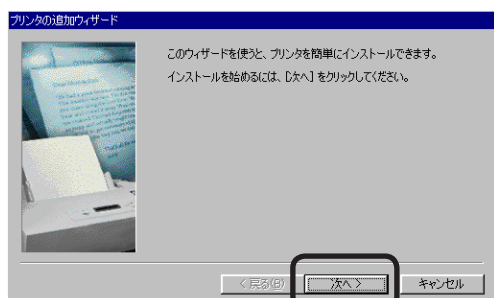 プリンタの追加ウィザード
このウィザードを使うと、プリンタを簡単にインストールできます。
インストールを始めるには、[次へ] をクリックしてください。
< 戻る(B)
次へ >
キャンセル